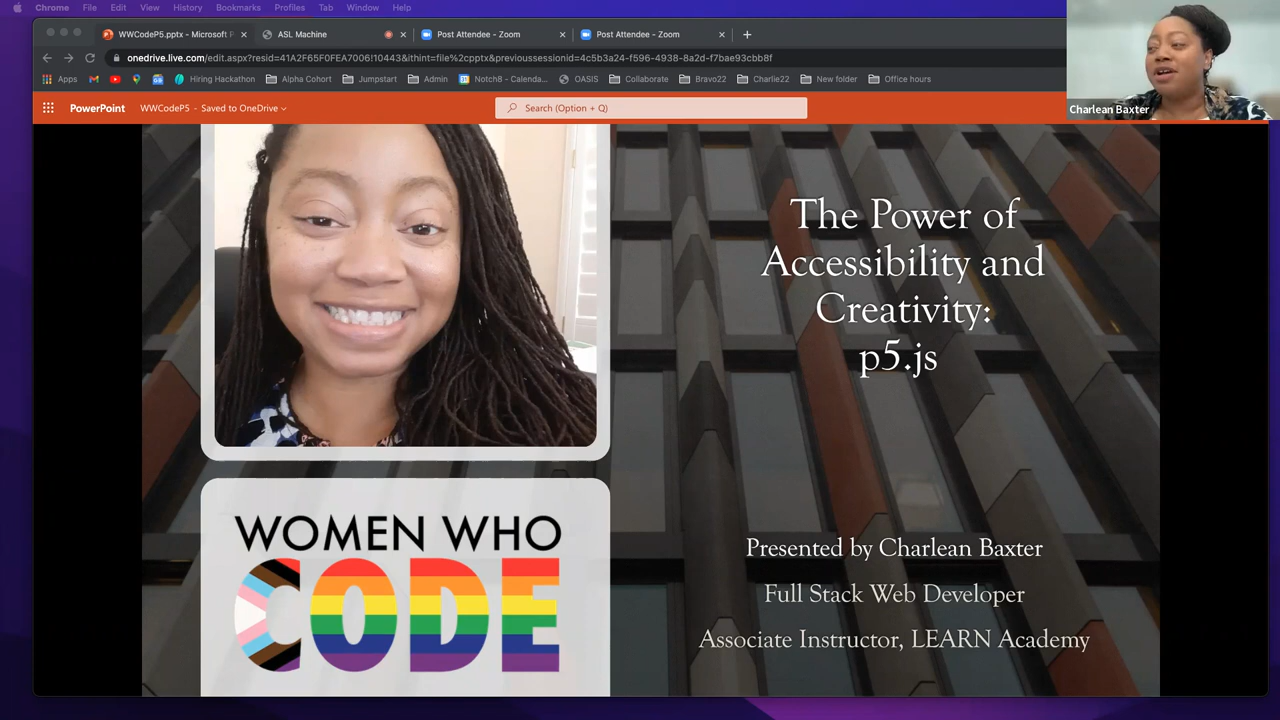 Chrome File Edit View History Bookmarks Profiles Tab Window Help
WWCodeP5.pptx - Microsoft P
ASL Machine
Post Attendee - Zoom
Post Attendee - Zoom
onedrive.live.com/edit.aspx?resid=41A2F65F0FEA7006!10443&ithint=file%2cpptx&wdprevioussessionid=4c5b3a24-f596-4938-8a2d-f7bae93cbb8f
Apps
Hiring Hackathon
Alpha Cohort
Jumpstart
Admin
Notch8 - Calenda...
OASIS
Collaborate
Bravo22
Charlie22
New folder
Office hours
Charlean Baxter
PowerPoint
WWCodeP5 - Saved to OneDrive
Search (Option + Q)
The Power of
Accessibility and
Creativity:
p5.js
WOMEN WHO
CODE
Presented by Charlean Baxter
Full Stack Web Developer
Associate Instructor, LEARN Academy